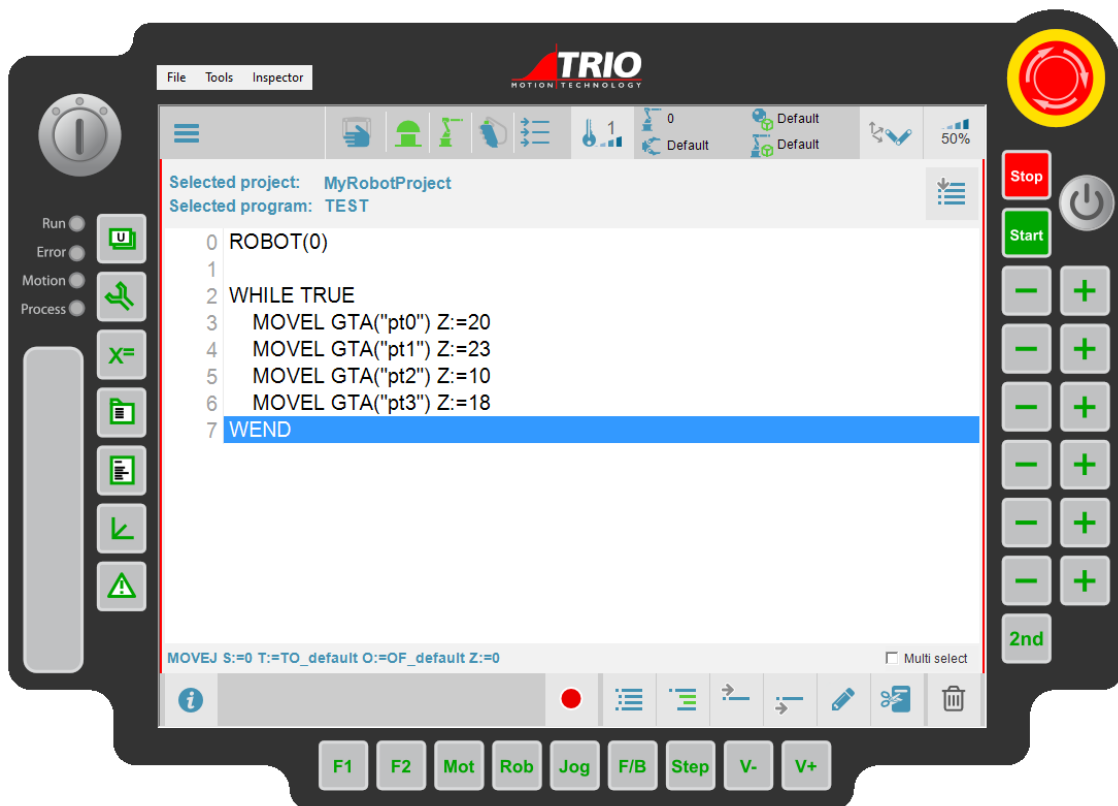 TRIO
MOTION TECHNOLOGY
File Tools Inspector
1
0
Default
Default
Default
50%
Selected project: MyRobotProject
Selected program: TEST
0 ROBOT(0)
1
2 WHILE TRUE
3 MOVEL GTA("pt0") Z:=20
4 MOVEL GTA("pt1") Z:=23
5 MOVEL GTA("pt2") Z:=10
6 MOVEL GTA("pt3") Z:=18
7 WEND
MOVEJ S:=0 T:=TO_default O:=OF_default Z:=0
Multi select
Run
Error
Motion
Process
U
X=
Stop
Start
− +
− +
− +
− +
− +
− +
2nd
F1 F2 Mot Rob Jog F/B Step V- V+